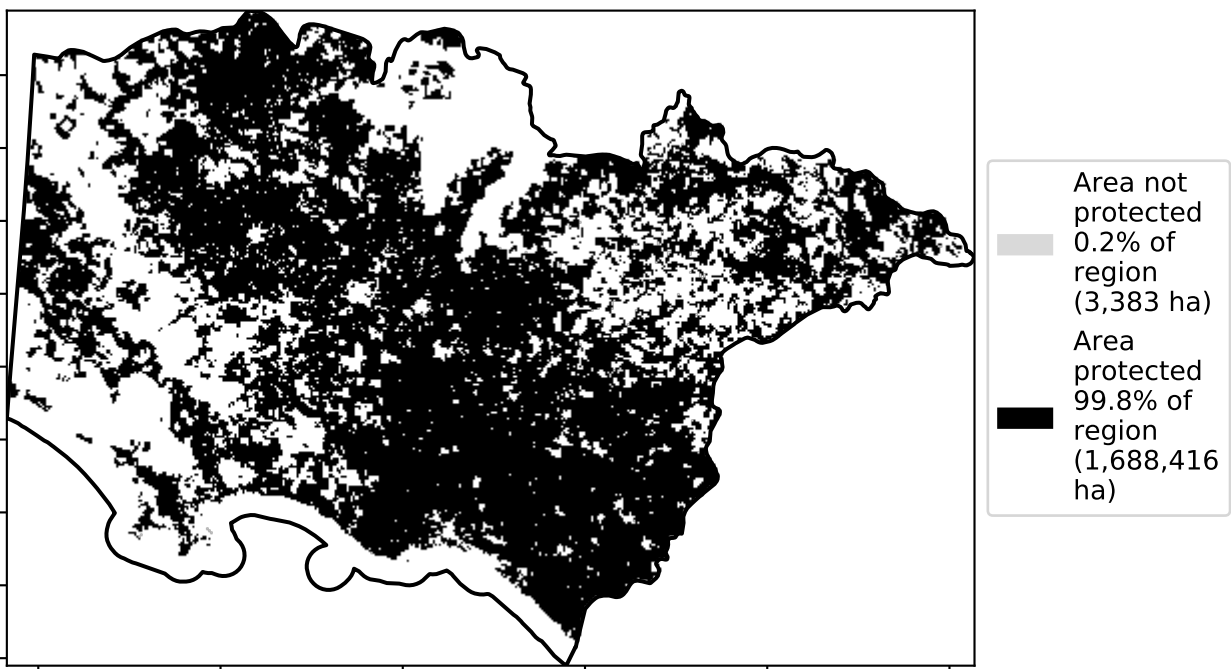 Area not
protected
0.2% of
region
(3,383 ha)
Area
protected
99.8% of
region
(1,688,416
ha)